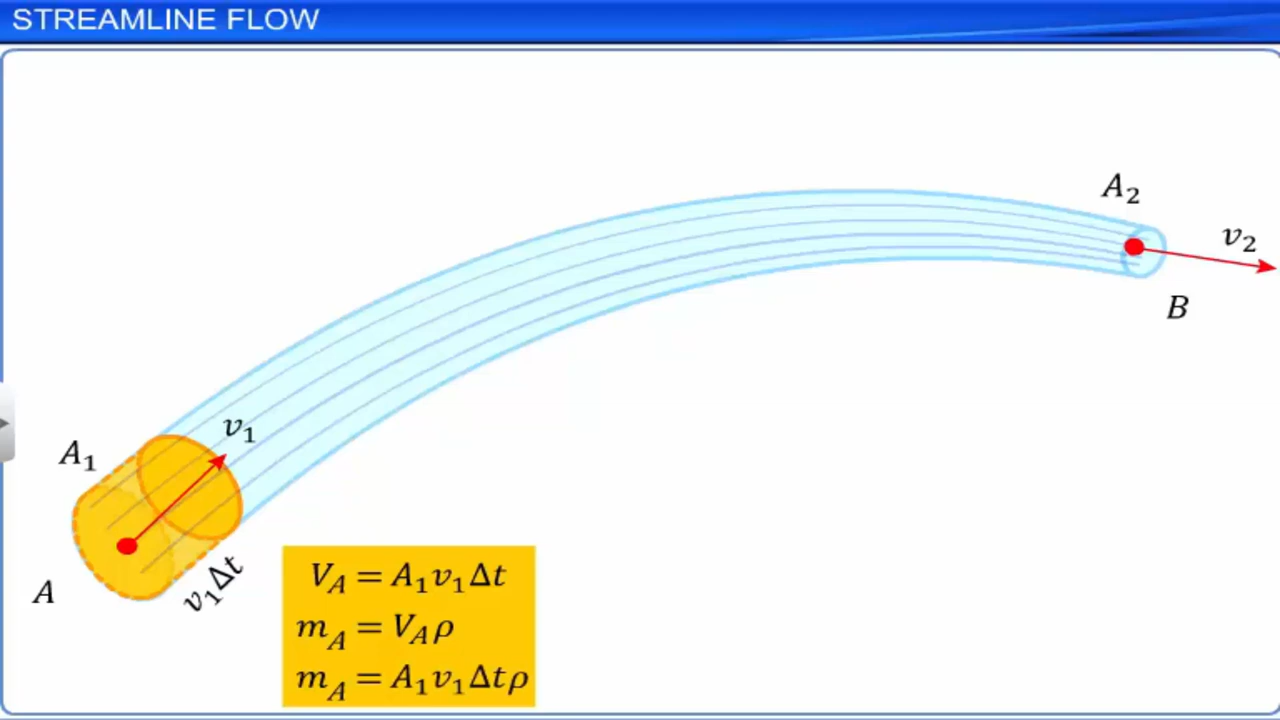 STREAMLINE FLOW
A₂
v₂
B
v₁
A₁
A
v₁Δt
V_A = A₁v₁Δt
m_A = V_Aρ
m_A = A₁v₁Δtρ